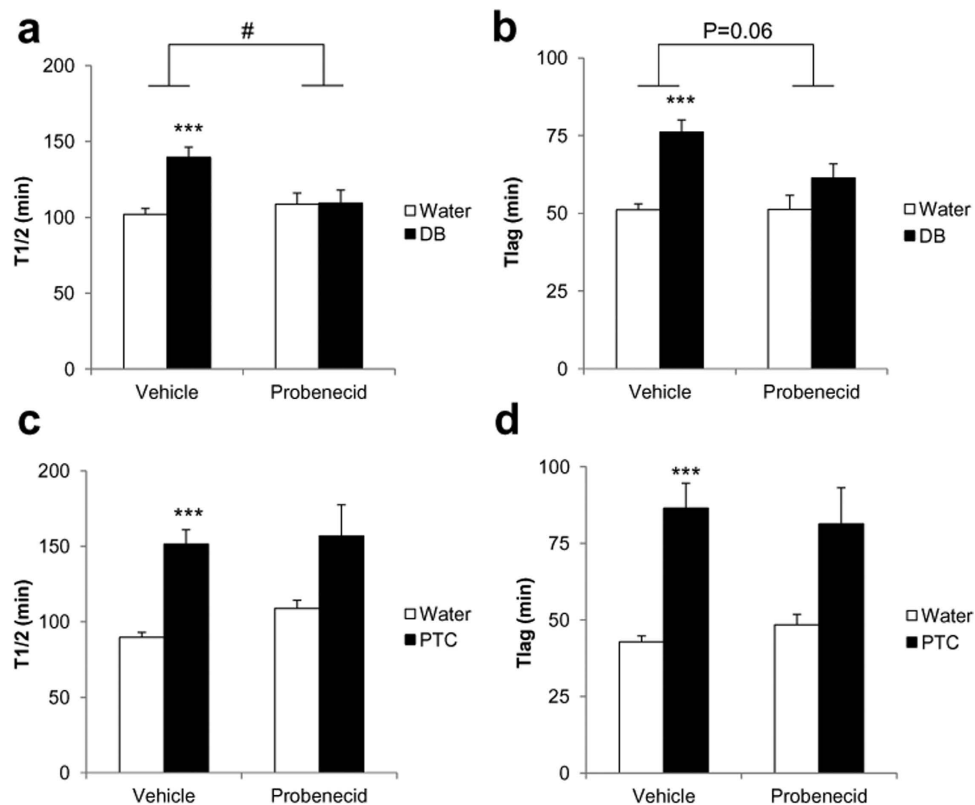 a
#
200
150
100
50
0
T1/2 (min)
***
Water
DB
Vehicle Probenecid
b
P=0.06
100
75
50
25
0
Tlag (min)
***
Water
DB
Vehicle Probenecid
c
200
150
100
50
0
T1/2 (min)
***
Water
PTC
Vehicle Probenecid
d
100
75
50
25
0
Tlag (min)
***
Water
PTC
Vehicle Probenecid